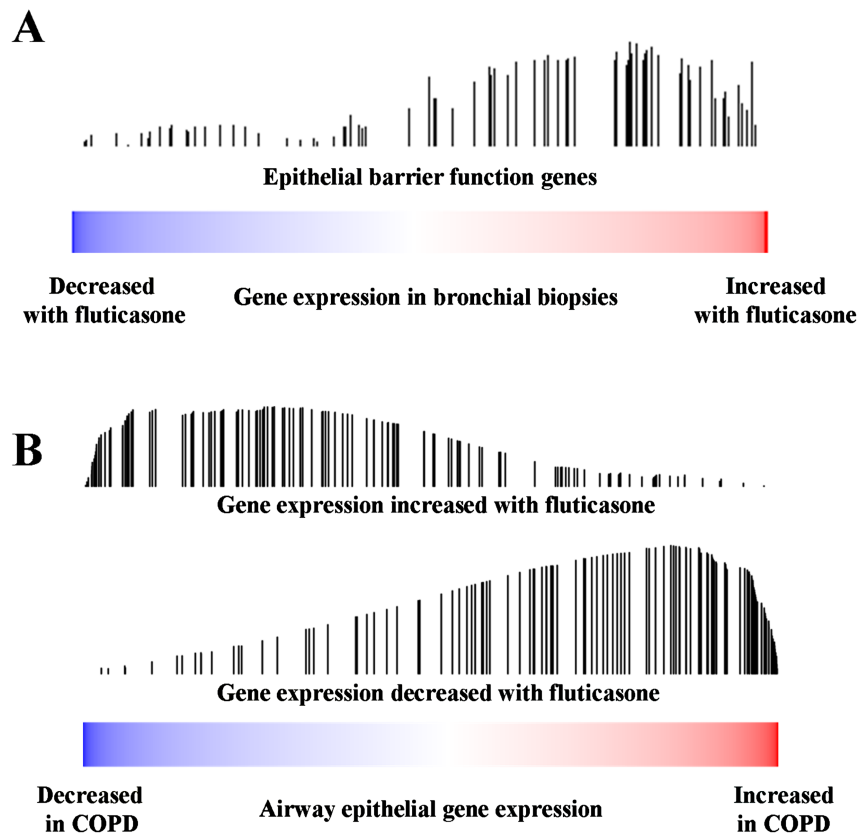 A
Epithelial barrier function genes
Decreased
with fluticasone
Gene expression in bronchial biopsies
Increased
with fluticasone
B
Gene expression increased with fluticasone
Gene expression decreased with fluticasone
Decreased
in COPD
Airway epithelial gene expression
Increased
in COPD